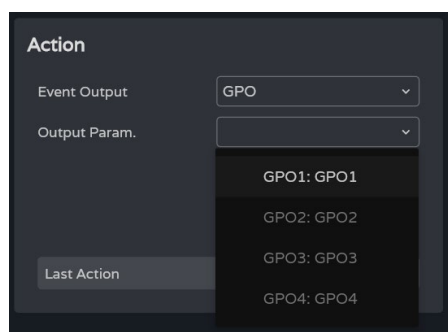 Action
Event Output GPO
Output Param.
GPO1: GPO1
GPO2: GPO2
GPO3: GPO3
Last Action
GPO4: GPO4